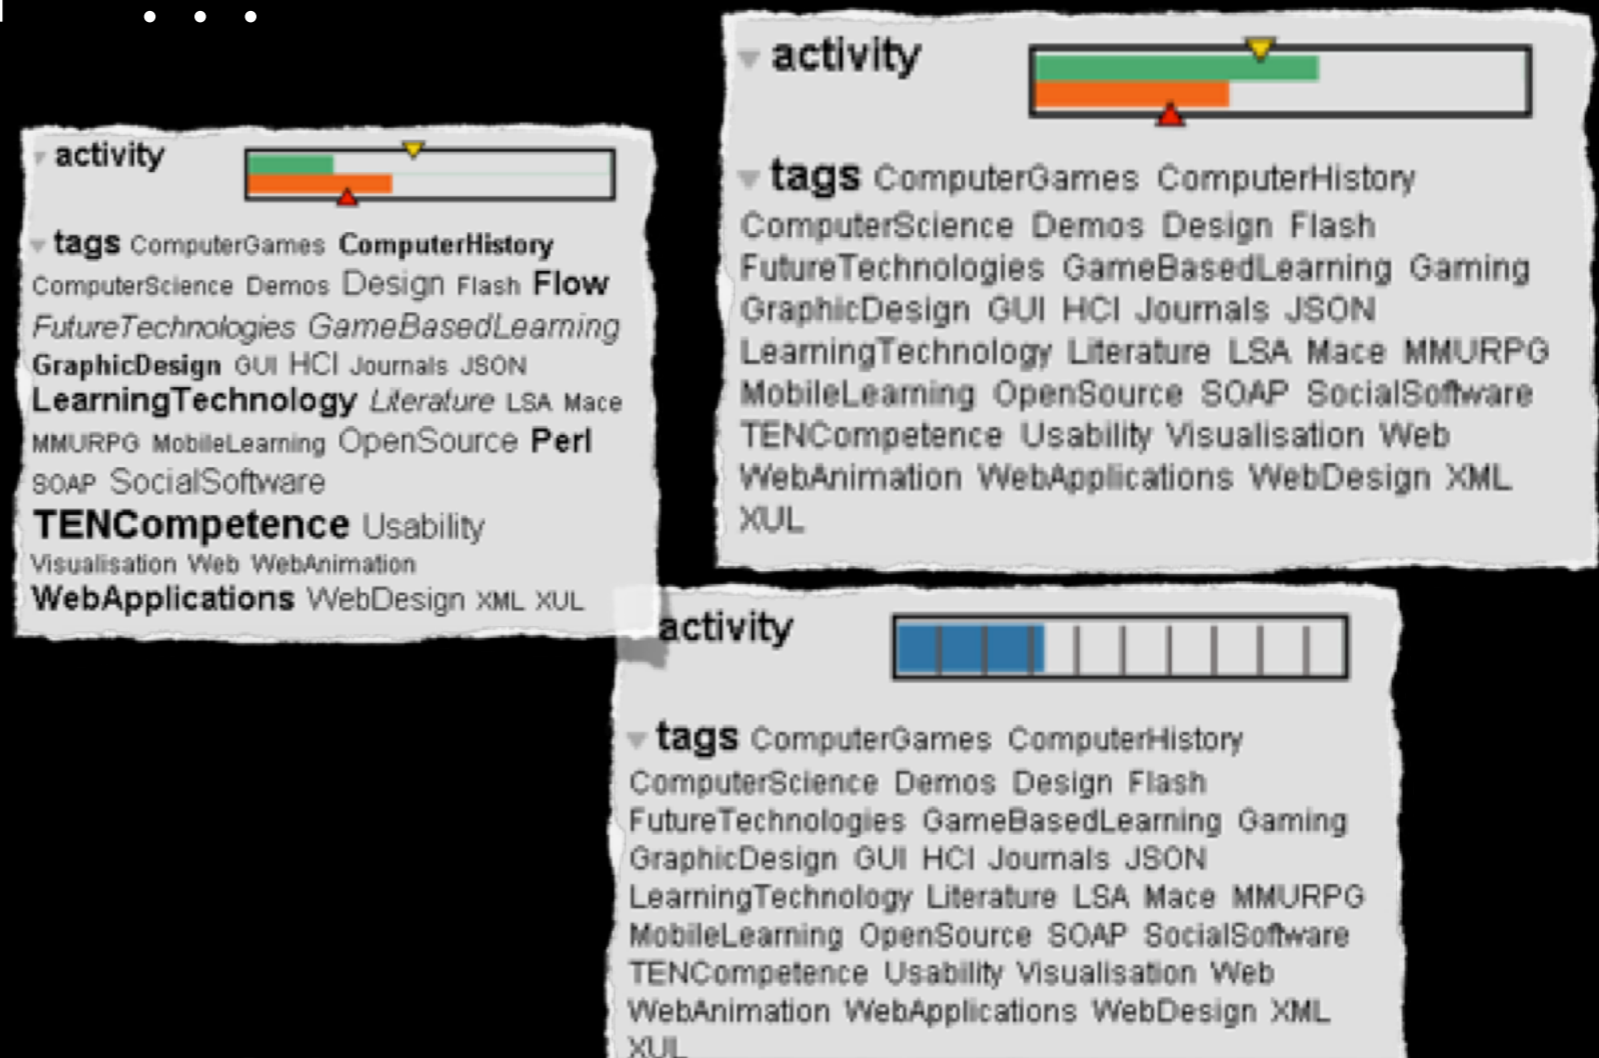 ...
activity
tags ComputerGames ComputerHistory
ComputerScience Demos Design Flash Flow
FutureTechnologies GameBasedLearning
GraphicDesign GUI HCI Journals JSON
LearningTechnology Literature LSA Mace
MMURPG MobileLearning OpenSource Perl
SOAP SocialSoftware
TENCompetence Usability
Visualisation Web WebAnimation
WebApplications WebDesign XML XUL
activity
tags ComputerGames ComputerHistory
ComputerScience Demos Design Flash
FutureTechnologies GameBasedLearning Gaming
GraphicDesign GUI HCI Journals JSON
LearningTechnology Literature LSA Mace MMURPG
MobileLearning OpenSource SOAP SocialSoftware
TENCompetence Usability Visualisation Web
WebAnimation WebApplications WebDesign XML
XUL
activity
tags ComputerGames ComputerHistory
ComputerScience Demos Design Flash
FutureTechnologies GameBasedLearning Gaming
GraphicDesign GUI HCI Journals JSON
LearningTechnology Literature LSA Mace MMURPG
MobileLearning OpenSource SOAP SocialSoftware
TENCompetence Usability Visualisation Web
WebAnimation WebApplications WebDesign XML
XUL